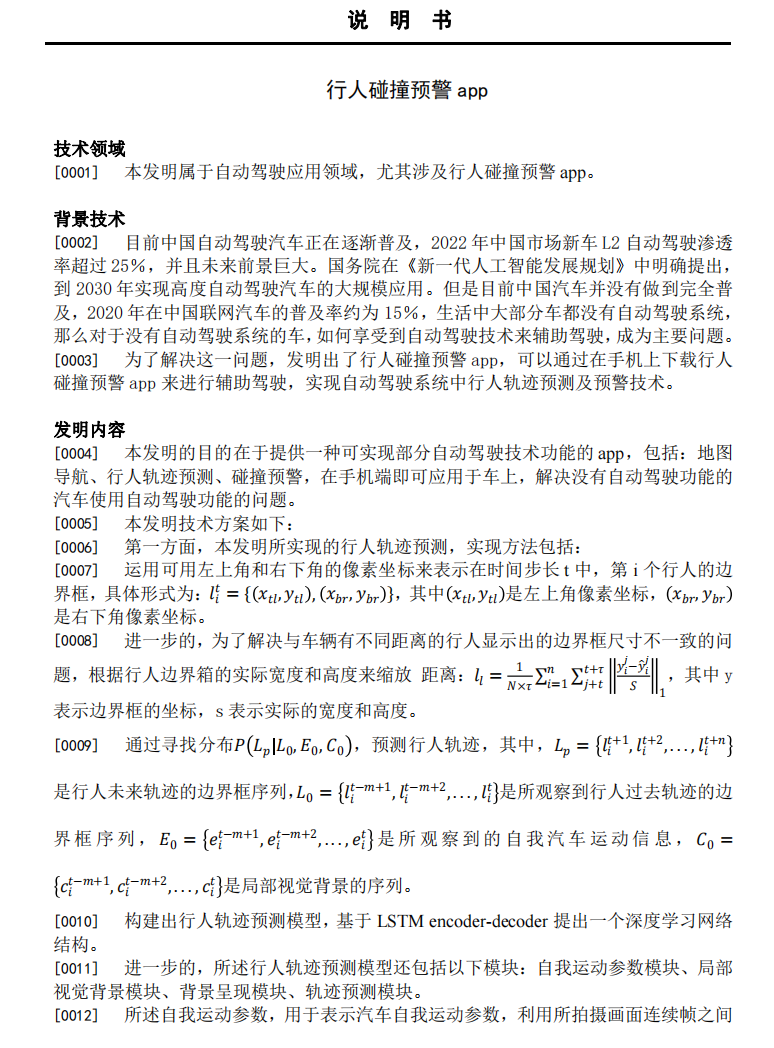 说 明 书
行人碰撞预警 app
技术领域
[0001] 本发明属于自动驾驶应用领域，尤其涉及行人碰撞预警 app。
背景技术
[0002] 目前中国自动驾驶汽车正在逐渐普及，2022 年中国市场新车 L2 自动驾驶渗透
率超过 25%，并且未来前景巨大。国务院在《新一代人工智能发展规划》中明确提出，
到 2030 年实现高度自动驾驶汽车的大规模应用。但是目前中国汽车并没有做到完全普
及，2020 年在中国联网汽车的普及率约为 15%，生活中大部分车都没有自动驾驶系统，
那么对于没有自动驾驶系统的车，如何享受到自动驾驶技术来辅助驾驶，成为主要问题。
[0003] 为了解决这一问题，发明出了行人碰撞预警 app，可以通过在手机上下载行人
碰撞预警 app 来进行辅助驾驶，实现自动驾驶系统中行人轨迹预测及预警技术。
发明内容
[0004] 本发明的目的在于提供一种可实现部分自动驾驶技术功能的 app，包括：地图
导航、行人轨迹预测、碰撞预警，在手机端即可应用于车上，解决没有自动驾驶功能的
汽车使用自动驾驶功能的问题。
[0005] 本发明技术方案如下：
[0006] 第一方面，本发明所实现的行人轨迹预测，实现方法包括：
[0007] 运用可用左上角和右下角的像素坐标来表示在时间步长 t 中，第 i 个行人的边
界框，具体形式为：$l_i^t = \{(x_{tl}, y_{tl}), (x_{br}, y_{br})\}$，其中$(x_{tl}, y_{tl})$是左上角像素坐标，$(x_{br}, y_{br})$
是右下角像素坐标。
[0008] 进一步的，为了解决与车辆有不同距离的行人显示出的边界框尺寸不一致的问
题，根据行人边界箱的实际宽度和高度来缩放 距离：$l_l = \frac{1}{N \times \tau} \sum_{i=1}^{n} \sum_{j+t}^{t+\tau} \left\| \frac{y_i^j - \hat{y}_i^j}{S} \right\|_1$，其中 y
表示边界框的坐标，s 表示实际的宽度和高度。
[0009] 通过寻找分布$P(L_p|L_0, E_0, C_0)$，预测行人轨迹，其中，$L_p = \{l_i^{t+1}, l_i^{t+2}, ..., l_i^{t+n}\}$
是行人未来轨迹的边界框序列，$L_0 = \{l_i^{t-m+1}, l_i^{t-m+2}, ..., l_i^t\}$是所观察到行人过去轨迹的边
界框序列，$E_0 = \{e_i^{t-m+1}, e_i^{t-m+2}, ..., e_i^t\}$是所观察到的自我汽车运动信息，$C_0 =$
$\{c_i^{t-m+1}, c_i^{t-m+2}, ..., c_i^t\}$是局部视觉背景的序列。
[0010] 构建出行人轨迹预测模型，基于 LSTM encoder-decoder 提出一个深度学习网络
结构。
[0011] 进一步的，所述行人轨迹预测模型还包括以下模块：自我运动参数模块、局部
视觉背景模块、背景呈现模块、轨迹预测模块。
[0012] 所述自我运动参数，用于表示汽车自我运动参数，利用所拍摄画面连续帧之间